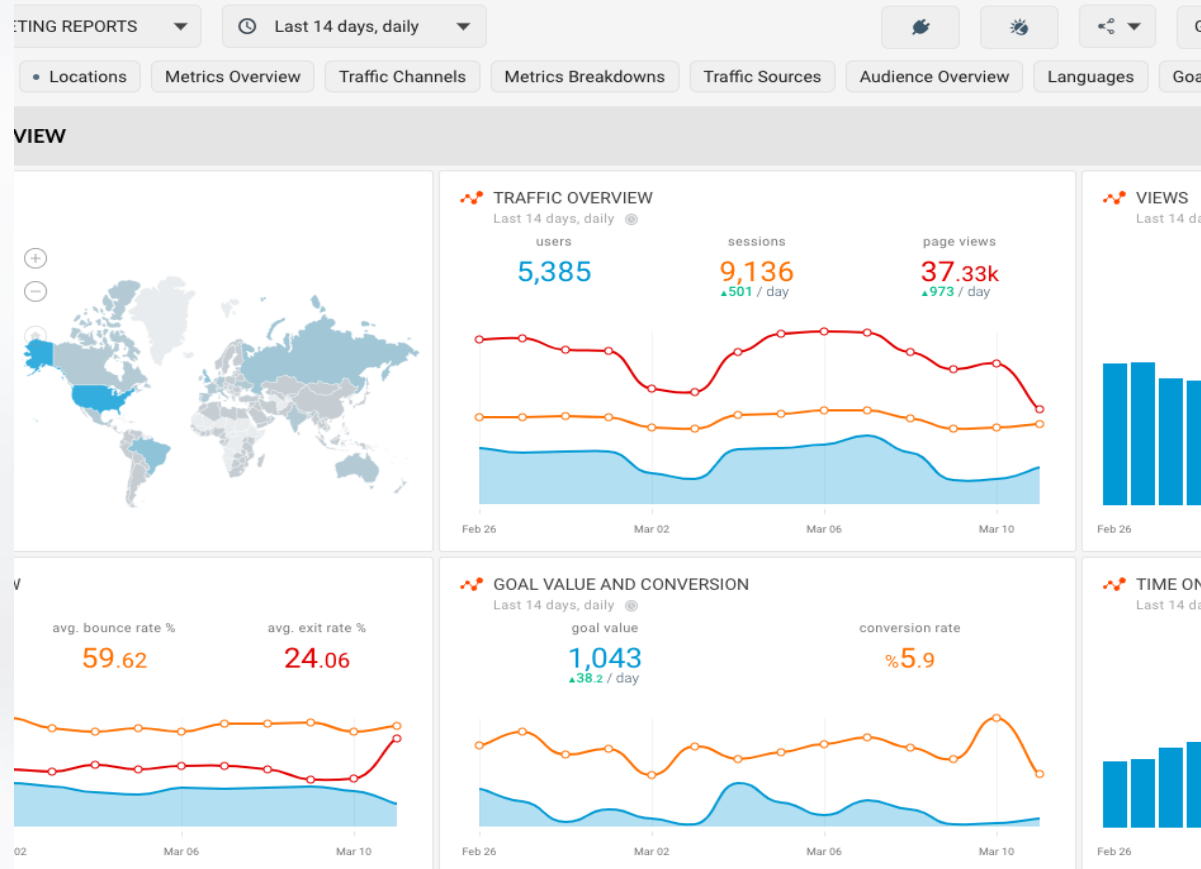 ETING REPORTS
Last 14 days, daily
• Locations
Metrics Overview
Traffic Channels
Metrics Breakdowns
Traffic Sources
Audience Overview
Languages
Goa
VIEW
TRAFFIC OVERVIEW
Last 14 days, daily
users
5,385
sessions
9,136
▲501 / day
page views
37.33k
▲973 / day
Feb 26
Mar 02
Mar 06
Mar 10
VIEWS
Last 14 da
Feb 26
W
avg. bounce rate %
59.62
avg. exit rate %
24.06
02
Mar 06
Mar 10
GOAL VALUE AND CONVERSION
Last 14 days, daily
goal value
1,043
▲38.2 / day
conversion rate
%5.9
Feb 26
Mar 02
Mar 06
Mar 10
TIME ON
Last 14 da
Feb 26